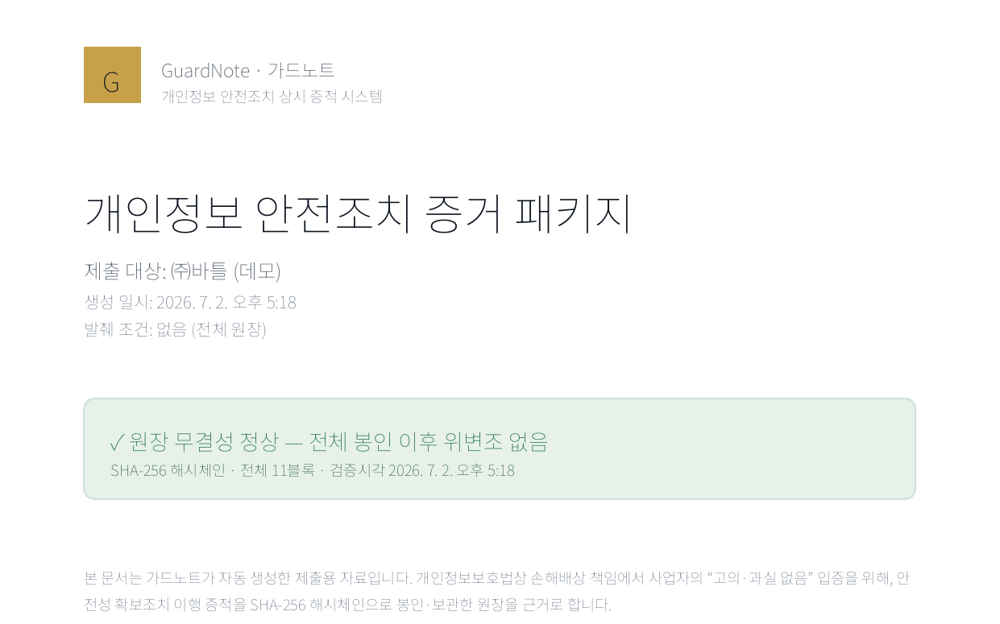 G
GuardNote · 가드노트
개인정보 안전조치 상시 증적 시스템
개인정보 안전조치 증거 패키지
제출 대상: ㈜바틀 (데모)
생성 일시: 2026. 7. 2. 오후 5:18
발췌 조건: 없음 (전체 원장)
✓ 원장 무결성 정상 — 전체 봉인 이후 위변조 없음
SHA-256 해시체인 · 전체 11블록 · 검증시각 2026. 7. 2. 오후 5:18
본 문서는 가드노트가 자동 생성한 제출용 자료입니다. 개인정보보호법상 손해배상 책임에서 사업자의 “고의·과실 없음” 입증을 위해, 안
전성 확보조치 이행 증적을 SHA-256 해시체인으로 봉인·보관한 원장을 근거로 합니다.